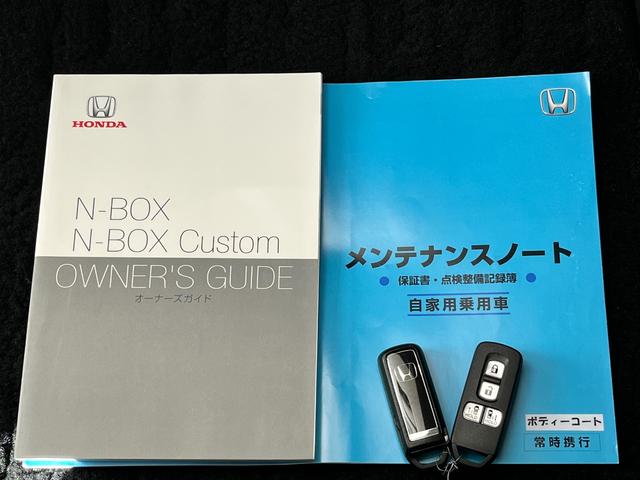 HONDA
N-BOX
N-BOX Custom
OWNER'S GUIDE
オーナーズガイド
メンテナンスノート
保証書・点検整備記録簿
自家用乗用車
ボディーコート
常時携行